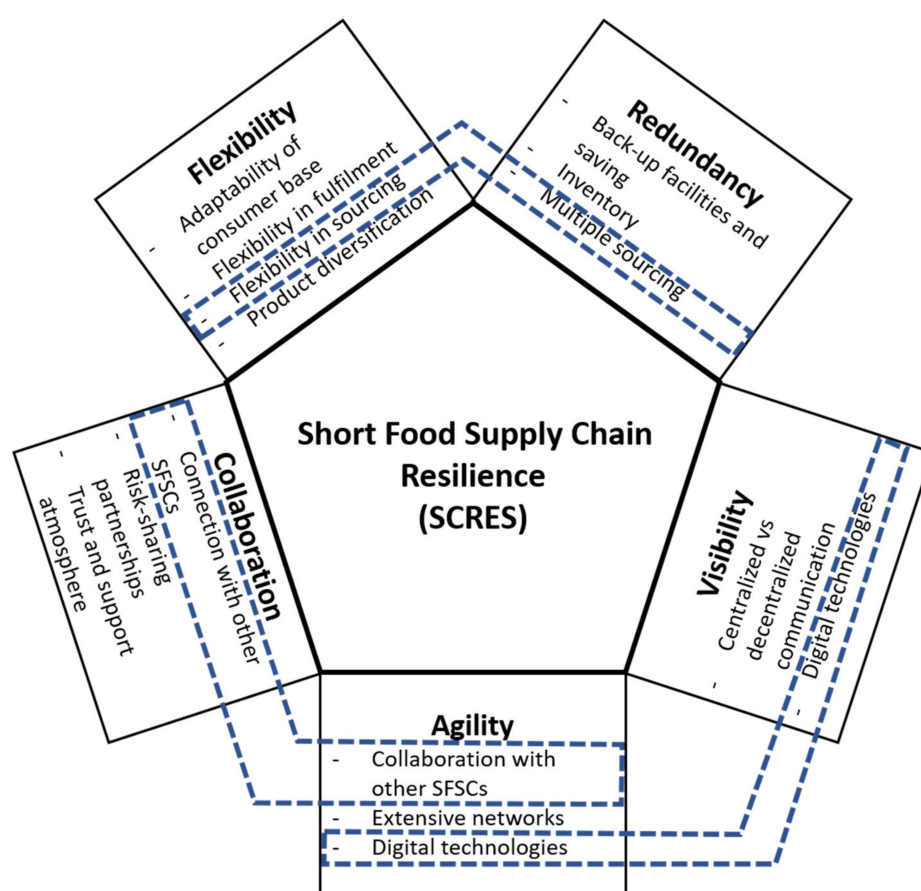 Flexibility
- Adaptability of
consumer base
- Flexibility in fulfilment
- Flexibility in sourcing
- Product diversification
Redundancy
- Back-up facilities and
saving
- Inventory
- Multiple sourcing
Short Food Supply Chain
Resilience
(SCRES)
Collaboration
- Connection with other
SFSCs
- Risk-sharing
partnerships
- Trust and support
atmosphere
Visibility
- Centralized vs
decentralized
communication
- Digital technologies
Agility
- Collaboration with
other SFSCs
- Extensive networks
- Digital technologies